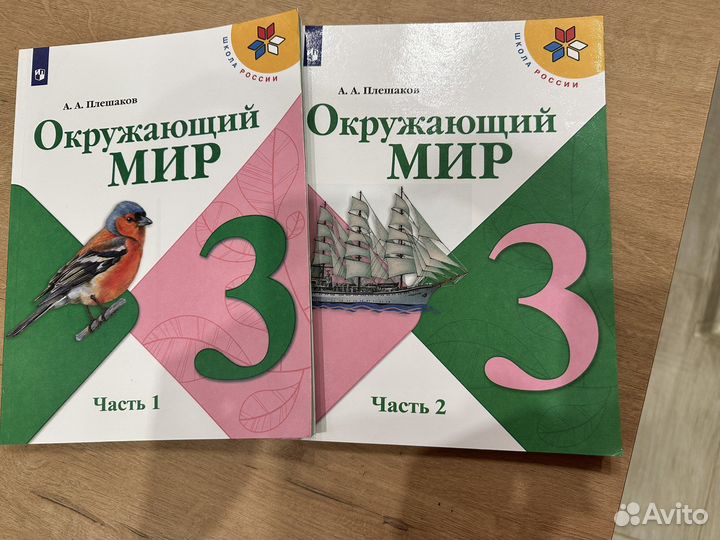 ШКОЛА РОССИИ
А. А. Плешаков
Окружающий
МИР
3
Часть 1
ШКОЛА РОССИИ
А. А. Плешаков
Окружающий
МИР
3
Часть 2
Avito